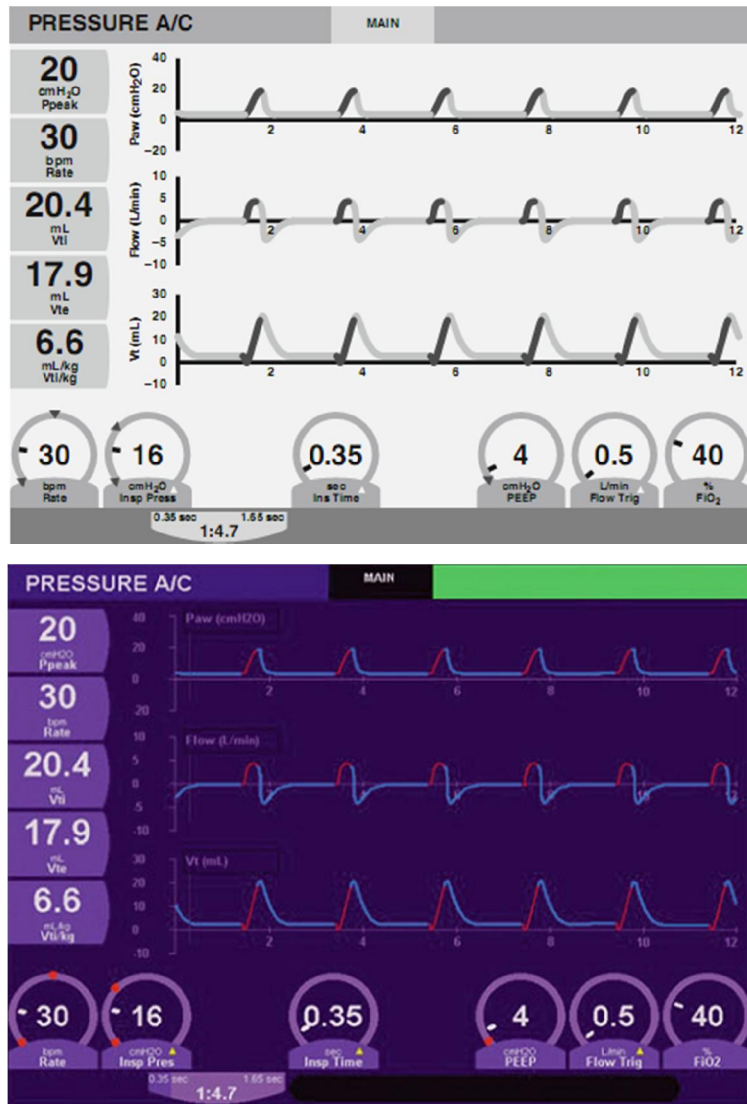 PRESSURE A/C MAIN
20
cmH₂O
Ppeak
30
bpm
Rate
20.4
mL
Vti
17.9
mL
Vte
6.6
mL/kg
Vti/kg
Paw (cmH₂O)
40
20
0
–20
2 4 6 8 10 12
Flow (L/min)
10
5
0
–5
–10
2 4 6 8 10 12
Vt (mL)
30
20
10
0
–10
2 4 6 8 10 12
30
bpm
Rate
16
cmH₂O
Insp Press
0.35
sec
Ins Time
4
cmH₂O
PEEP
0.5
L/min
Flow Trig
40
%
FiO₂
0.35 sec 1.65 sec
1:4.7
PRESSURE A/C MAIN
20
cmH2O
Ppeak
30
bpm
Rate
20.4
mL
Vti
17.9
mL
Vte
6.6
mL/kg
Vti/kg
Paw (cmH2O)
40
20
0
-20
2 4 6 8 10 12
Flow (L/min)
10
5
0
-5
-10
2 4 6 8 10 12
Vt (mL)
30
20
10
0
-10
2 4 6 8 10 12
30
bpm
Rate
16
cmH2O
Insp Pres
0.35
sec
Insp Time
4
cmH2O
PEEP
0.5
L/min
Flow Trig
40
%
FiO2
0.35 sec 1.65 sec
1:4.7